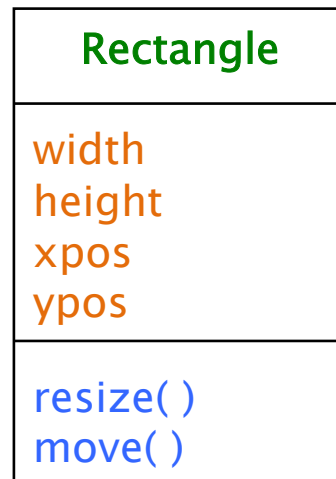 Rectangle
width
height
xpos
ypos
resize( )
move( )